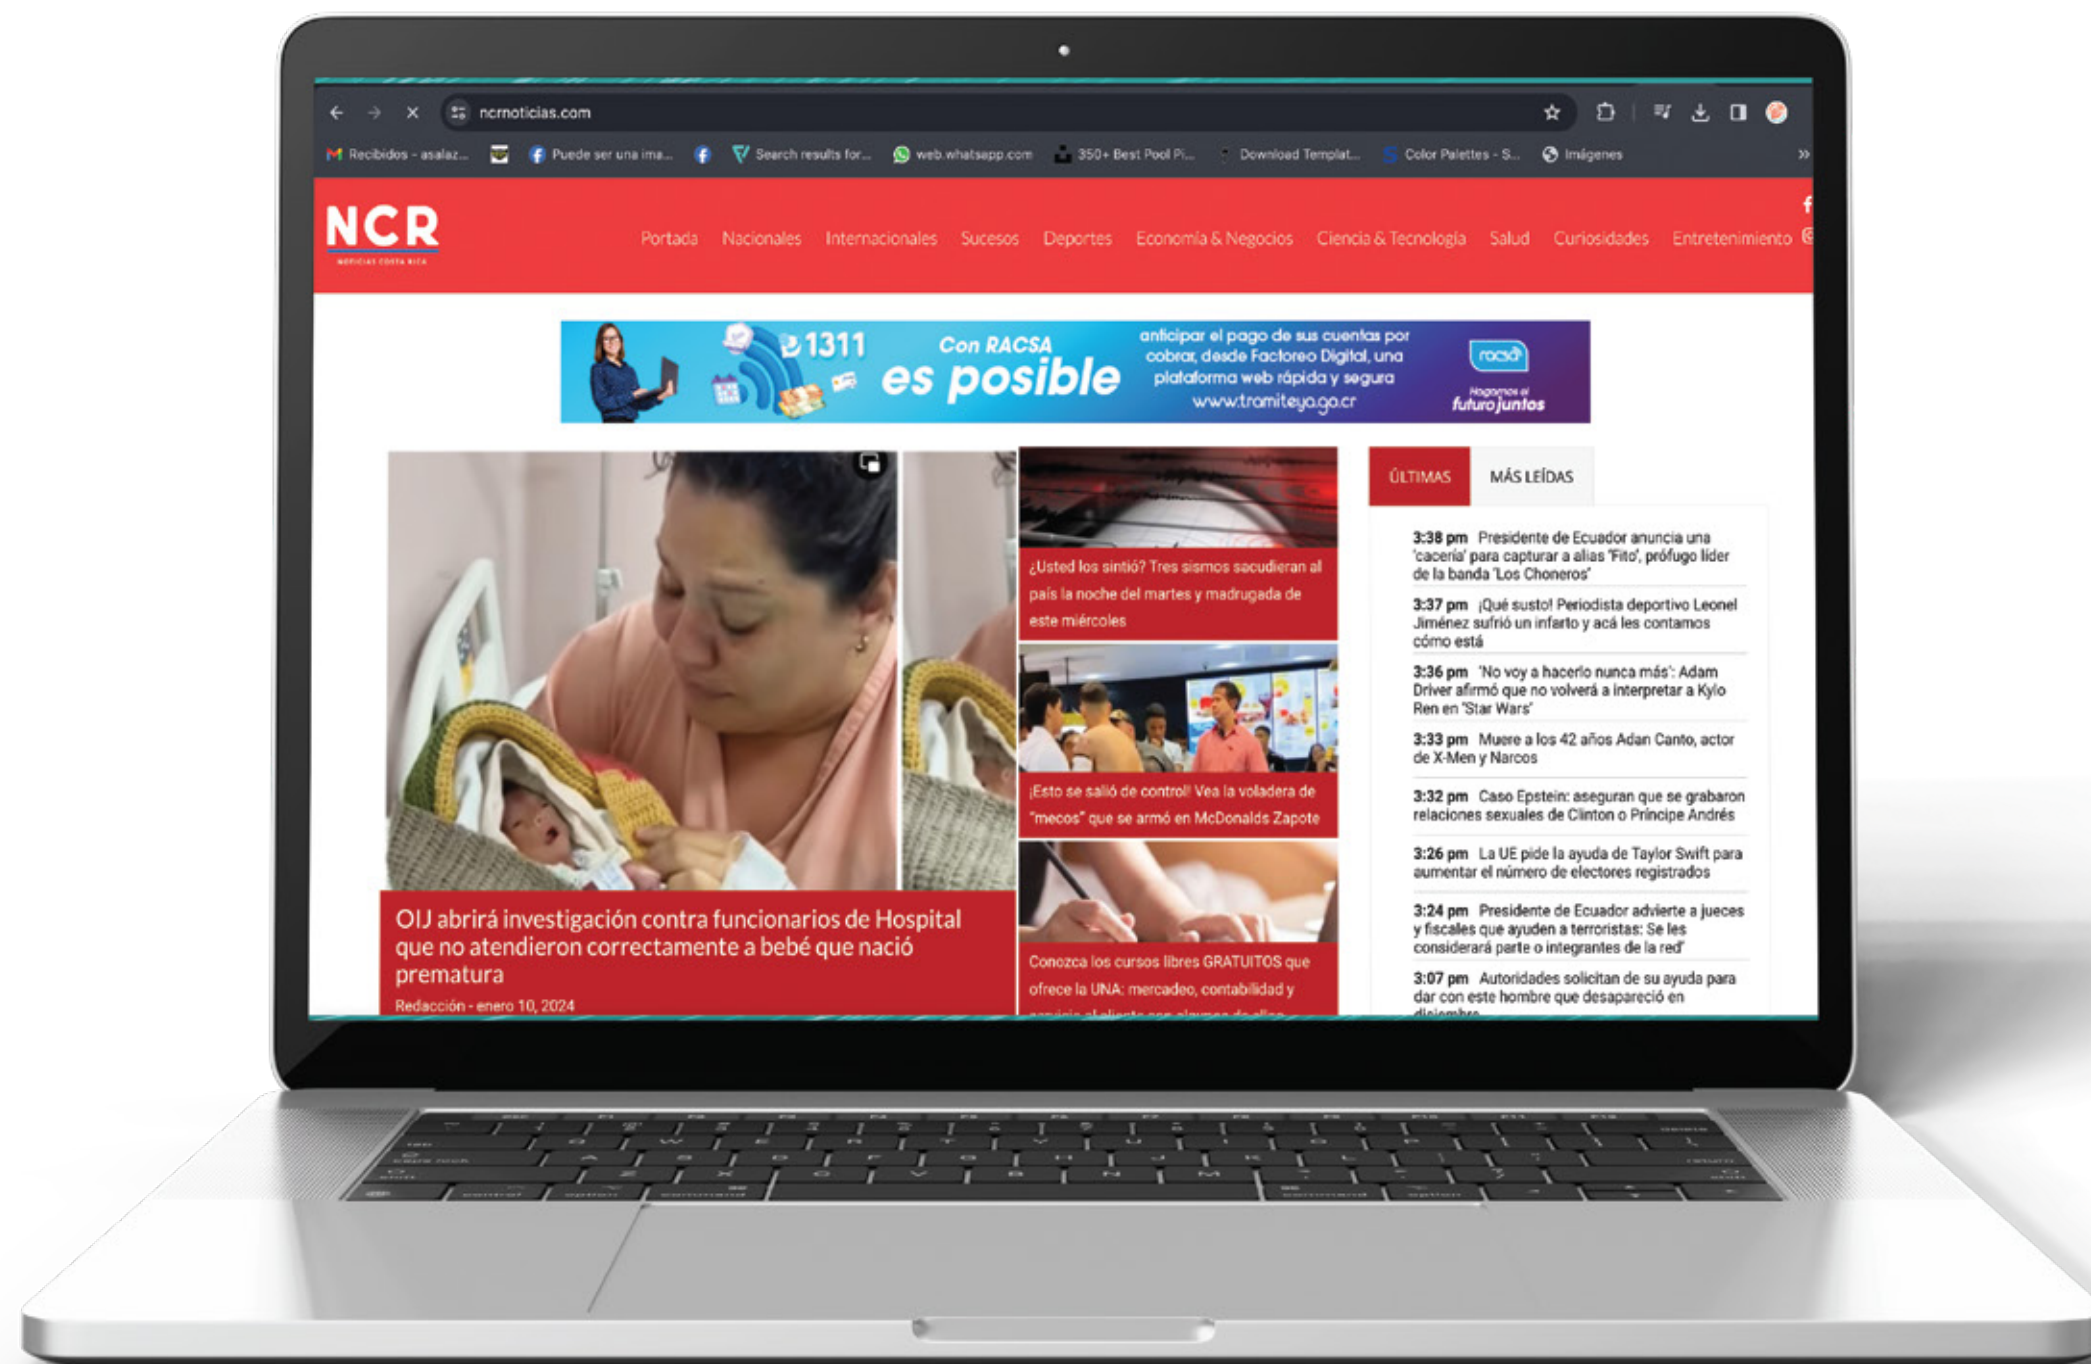 ncrnoticias.com
Recibidos - asalaz...
Puede ser una ima...
Search results for...
web.whatsapp.com
350+ Best Pool Pi...
Download Templat...
Color Palettes - S...
Imágenes
NCR
NOTICIAS COSTA RICA
Portada
Nacionales
Internacionales
Sucesos
Deportes
Economía & Negocios
Ciencia & Tecnología
Salud
Curiosidades
Entretenimiento
1311
Con RACSA
es posible
anticipar el pago de sus cuentas por
cobrar, desde Factoreo Digital, una
plataforma web rápida y segura
www.tramiteya.go.cr
racsa
Hagamos el
futuro juntos
OIJ abrirá investigación contra funcionarios de Hospital
que no atendieron correctamente a bebé que nació
prematura
Redacción - enero 10, 2024
¿Usted los sintió? Tres sismos sacudieran al
país la noche del martes y madrugada de
este miércoles
¡Esto se salió de control! Vea la voladera de
"mecos" que se armó en McDonalds Zapote
Conozca los cursos libres GRATUITOS que
ofrece la UNA: mercadeo, contabilidad y
ÚLTIMAS
MÁS LEÍDAS
3:38 pm Presidente de Ecuador anuncia una
'cacería' para capturar a alias 'Fito', prófugo líder
de la banda 'Los Choneros'
3:37 pm ¡Qué susto! Periodista deportivo Leonel
Jiménez sufrió un infarto y acá les contamos
cómo está
3:36 pm 'No voy a hacerlo nunca más': Adam
Driver afirmó que no volverá a interpretar a Kylo
Ren en 'Star Wars'
3:33 pm Muere a los 42 años Adan Canto, actor
de X-Men y Narcos
3:32 pm Caso Epstein: aseguran que se grabaron
relaciones sexuales de Clinton o Príncipe Andrés
3:26 pm La UE pide la ayuda de Taylor Swift para
aumentar el número de electores registrados
3:24 pm Presidente de Ecuador advierte a jueces
y fiscales que ayuden a terroristas: Se les
considerará parte o integrantes de la red'
3:07 pm Autoridades solicitan de su ayuda para
dar con este hombre que desapareció en
diciembre